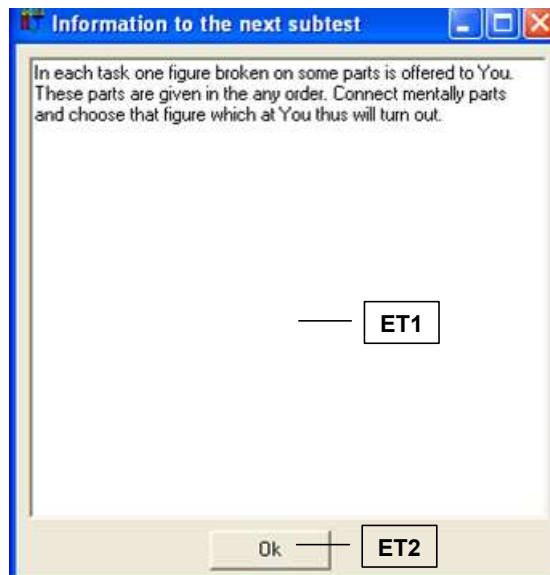 Information to the next subtest
In each task one figure broken on some parts is offered to You.
These parts are given in the any order. Connect mentally parts
and choose that figure which at You thus will turn out.
ET1
Ok
ET2